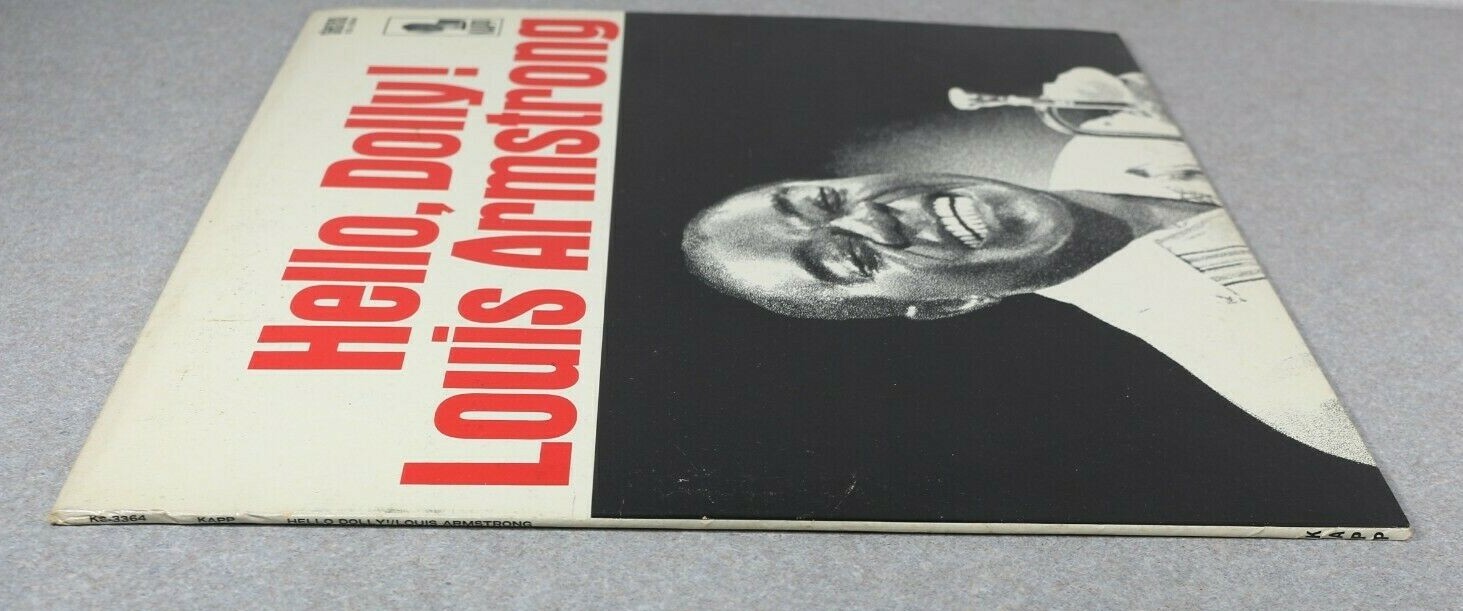 Hello, Dolly!
Louis Armstrong
KS-3364 KAPP HELLO DOLLY!/LOUIS ARMSTRONG
KAPP